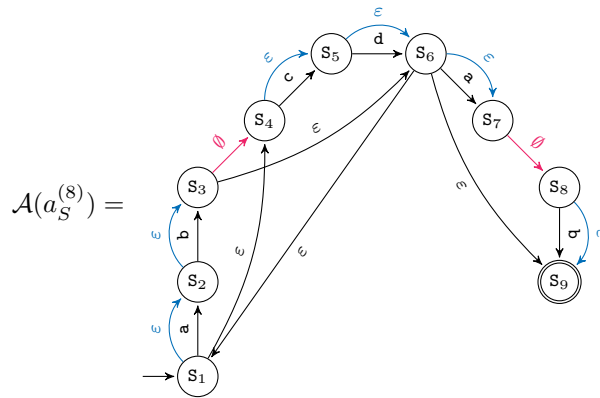 ε
S₅ d S₆
ε ε
c a
S₄ S₇
ε
∅ ∅
𝒜(a_S^(8)) = S₃ ε S₈
ε b b
S₂ ε ε S₉
ε a
S₁